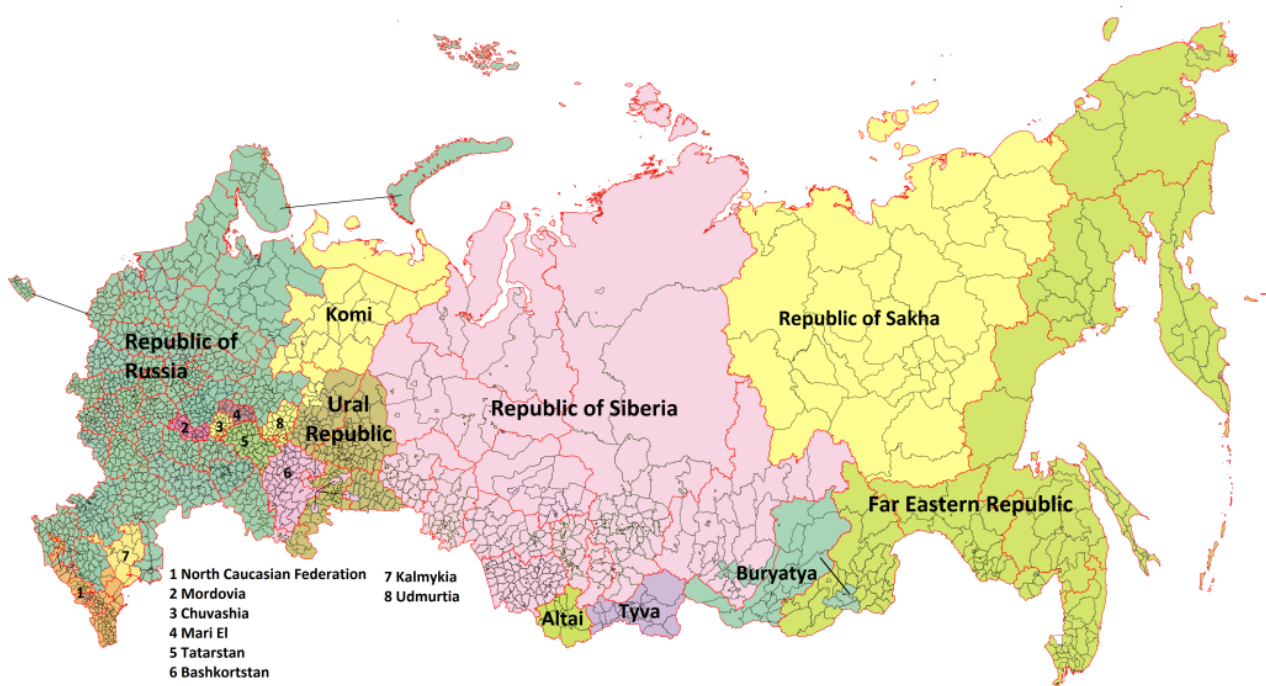 Komi
Republic of Sakha
Republic of
Russia
Ural
Republic
Republic of Siberia
4
2
3
8
5
6
Far Eastern Republic
7
Buryatya
1
Altai
Tyva
1 North Caucasian Federation
2 Mordovia
3 Chuvashia
4 Mari El
5 Tatarstan
6 Bashkortstan
7 Kalmykia
8 Udmurtia